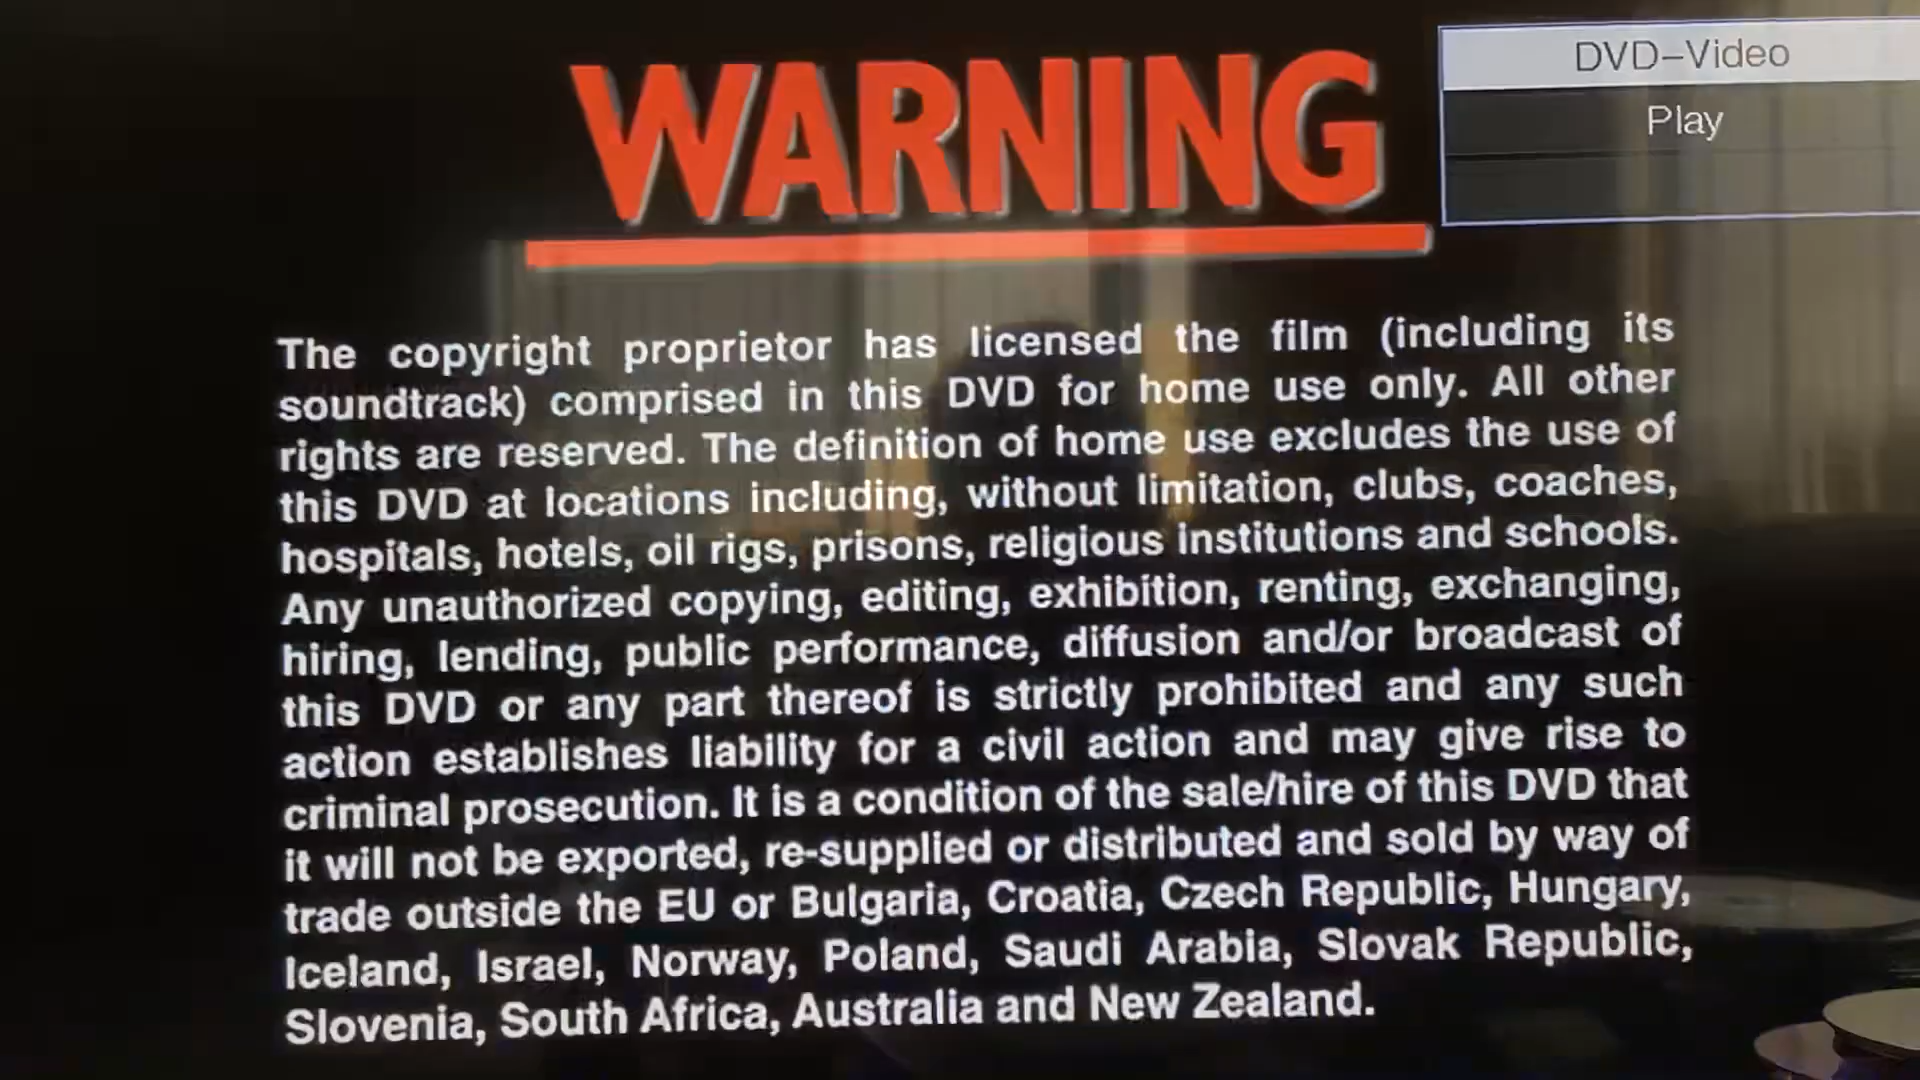 WARNING
DVD-Video
Play
The copyright proprietor has licensed the film (including its
soundtrack) comprised in this DVD for home use only. All other
rights are reserved. The definition of home use excludes the use of
this DVD at locations including, without limitation, clubs, coaches,
hospitals, hotels, oil rigs, prisons, religious institutions and schools.
Any unauthorized copying, editing, exhibition, renting, exchanging,
hiring, lending, public performance, diffusion and/or broadcast of
this DVD or any part thereof is strictly prohibited and any such
action establishes liability for a civil action and may give rise to
criminal prosecution. It is a condition of the sale/hire of this DVD that
it will not be exported, re-supplied or distributed and sold by way of
trade outside the EU or Bulgaria, Croatia, Czech Republic, Hungary,
Iceland, Israel, Norway, Poland, Saudi Arabia, Slovak Republic,
Slovenia, South Africa, Australia and New Zealand.